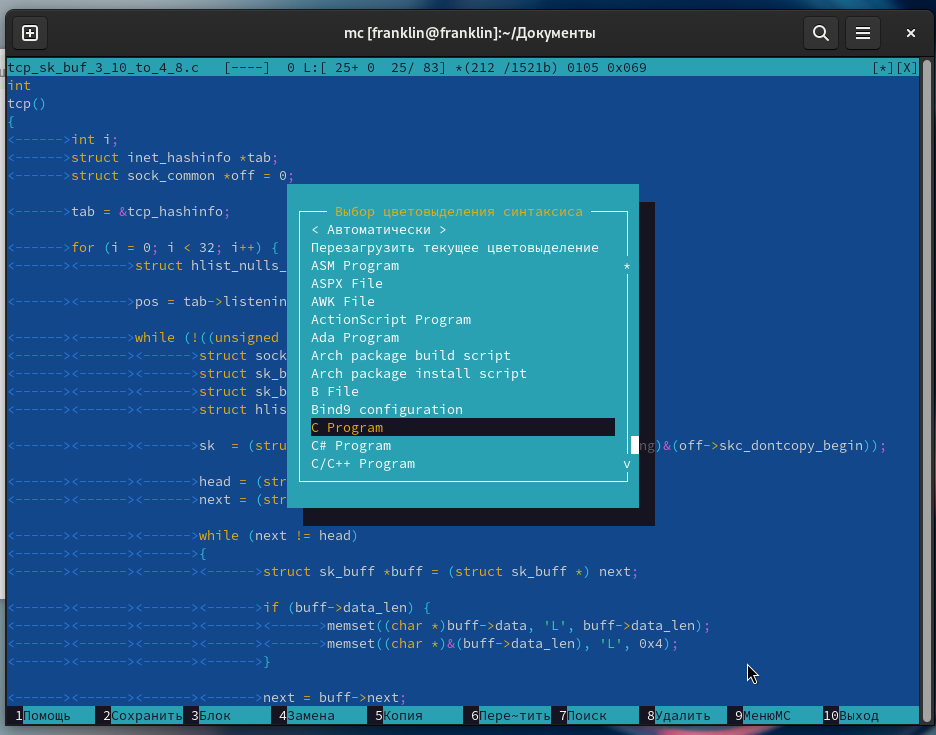 mc [franklin@franklin]:~/Документы
tcp_sk_buf_3_10_to_4_8.c [----] 0 L:[ 25+ 0 25/ 83] *(212 /1521b) 0105 0x069 [*][X]
int
tcp()
{
<------>int i;
<------>struct inet_hashinfo *tab;
<------>struct sock_common *off = 0;
<------>tab = &tcp_hashinfo;
<------>for (i = 0; i < 32; i++) {
<------><------>struct hlist_nulls_
<------><------>pos = tab->listenin
<------><------>while (!((unsigned
<------><------><------>struct sock
<------><------><------>struct sk_b
<------><------><------>struct sk_b
<------><------><------>struct hlis
<------><------><------>sk = (stru ng)&(off->skc_dontcopy_begin));
<------><------><------>head = (str
<------><------><------>next = (str
<------><------><------>while (next != head)
<------><------><------>{
<------><------><------><------>struct sk_buff *buff = (struct sk_buff *) next;
<------><------><------><------>if (buff->data_len) {
<------><------><------><------><------>memset((char *)buff->data, 'L', buff->data_len);
<------><------><------><------><------>memset((char *)&(buff->data_len), 'L', 0x4);
<------><------><------><------>}
<------><------><------><------>next = buff->next;
Выбор цветовыделения синтаксиса
< Автоматически >
Перезагрузить текущее цветовыделение
ASM Program
ASPX File
AWK File
ActionScript Program
Ada Program
Arch package build script
Arch package install script
B File
Bind9 configuration
C Program
C# Program
C/C++ Program
1Помощь 2Сохранить 3Блок 4Замена 5Копия 6Пере~тить 7Поиск 8Удалить 9МенюMC 10Выход